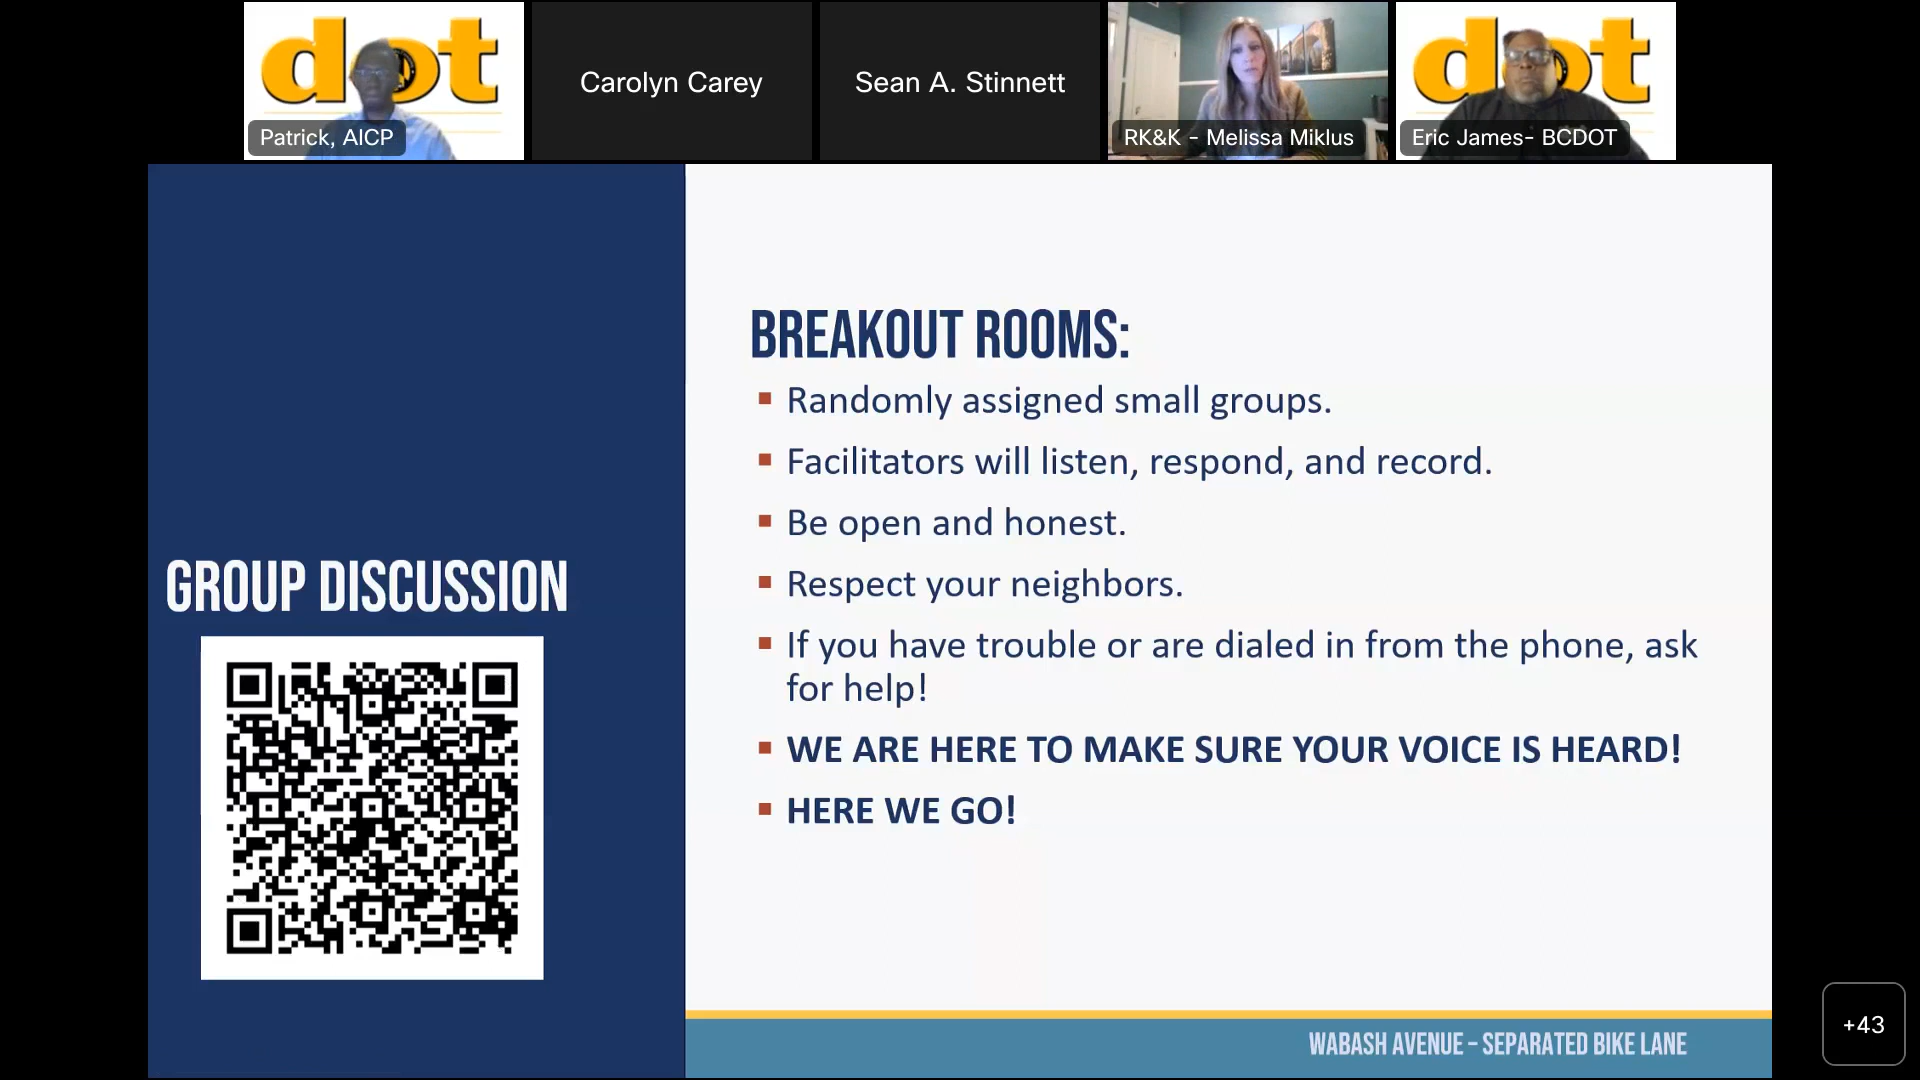 dot
Patrick, AICP
Carolyn Carey
Sean A. Stinnett
RK&K - Melissa Miklus
dot
Eric James- BCDOT
GROUP DISCUSSION
BREAKOUT ROOMS:
Randomly assigned small groups.
Facilitators will listen, respond, and record.
Be open and honest.
Respect your neighbors.
If you have trouble or are dialed in from the phone, ask
for help!
WE ARE HERE TO MAKE SURE YOUR VOICE IS HEARD!
HERE WE GO!
WABASH AVENUE – SEPARATED BIKE LANE
+43